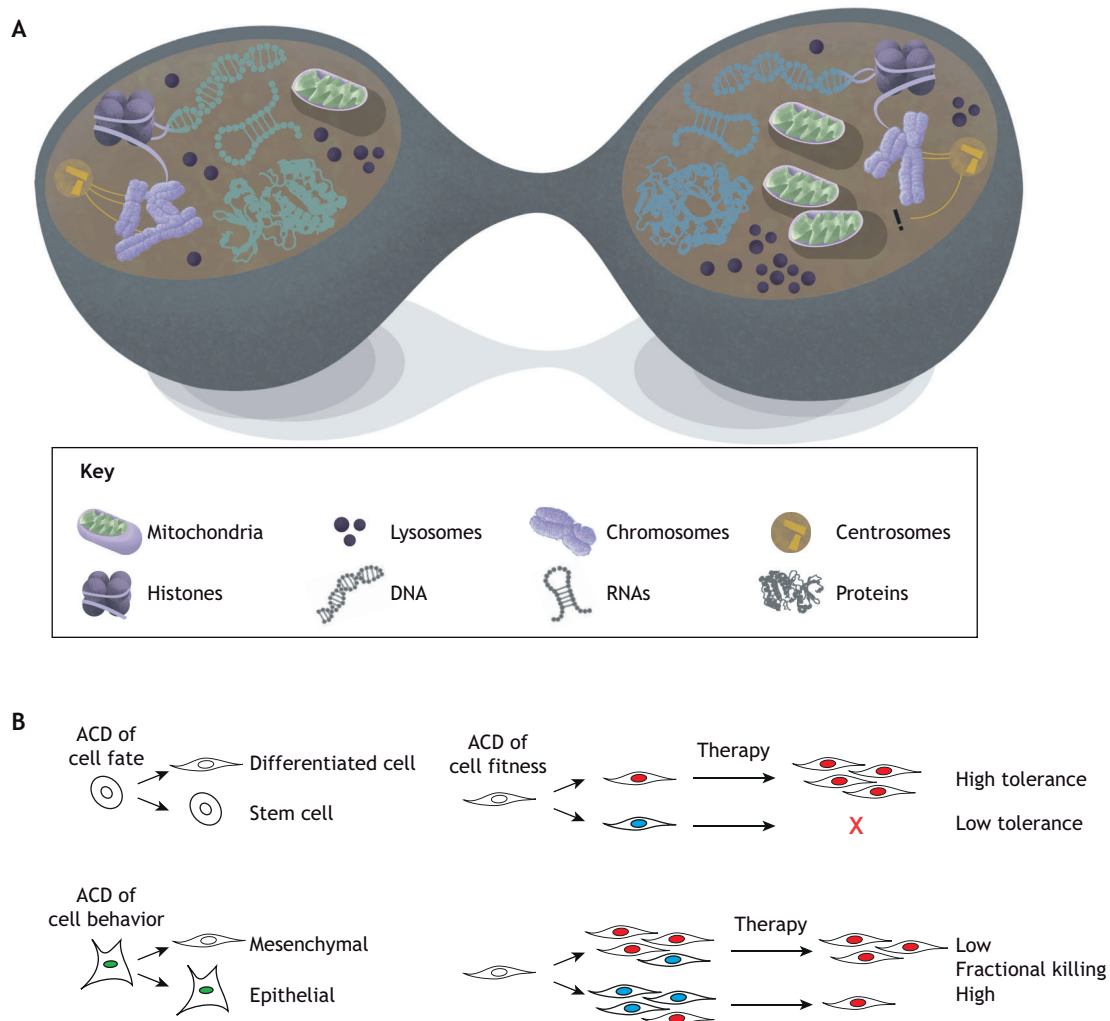 A
Key
Mitochondria
Lysosomes
Chromosomes
Centrosomes
Histones
DNA
RNAs
Proteins
B
ACD of
cell fate
Differentiated cell
Stem cell
ACD of
cell fitness
Therapy
High tolerance
X
Low tolerance
ACD of
cell behavior
Mesenchymal
Epithelial
Therapy
Low
Fractional killing
High